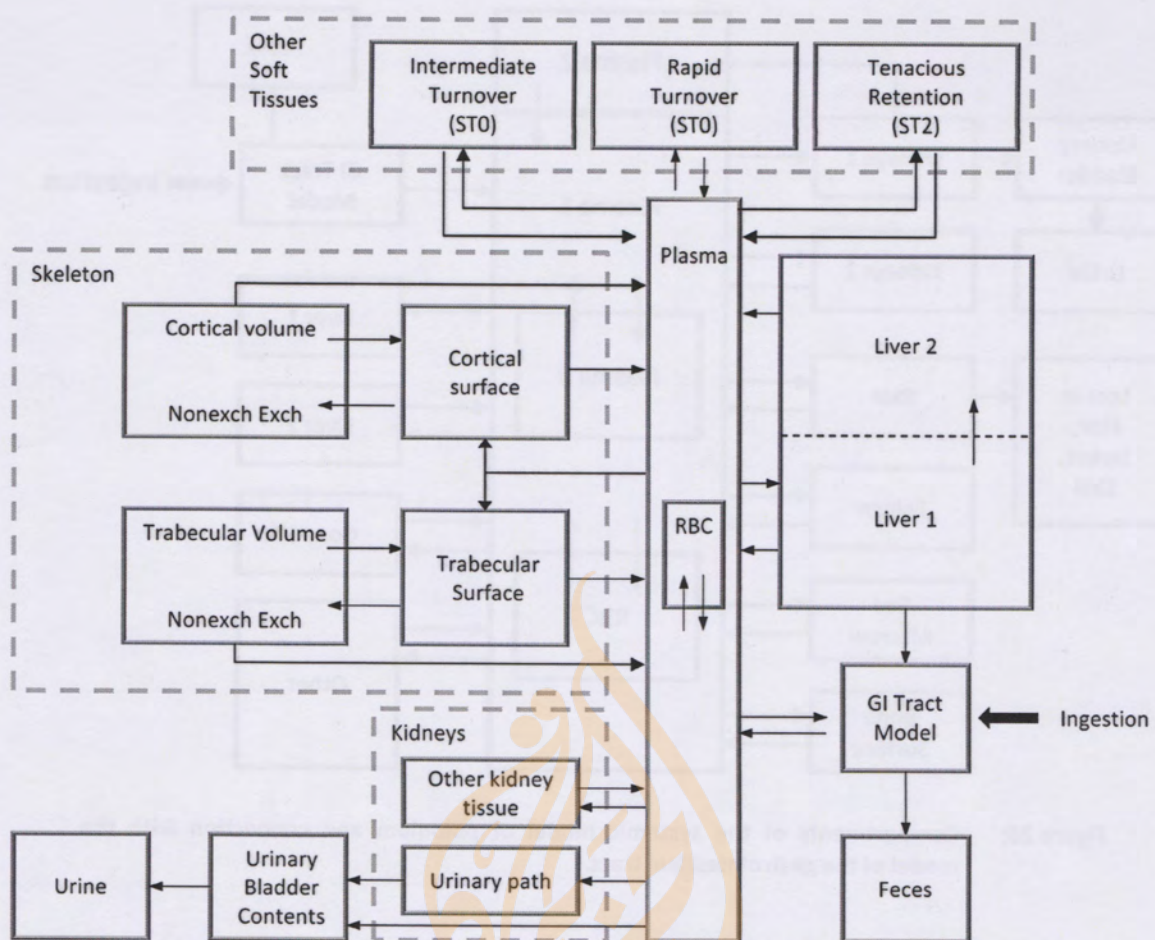 Other
Soft
Tissues
Intermediate
Turnover
(ST0)
Rapid
Turnover
(ST0)
Tenacious
Retention
(ST2)
Skeleton
Cortical volume
Nonexch Exch
Cortical
surface
Trabecular Volume
Nonexch Exch
Trabecular
Surface
Plasma
RBC
Liver 2
Liver 1
GI Tract
Model
Ingestion
Kidneys
Other kidney
tissue
Urinary path
Urinary
Bladder
Contents
Urine
Feces